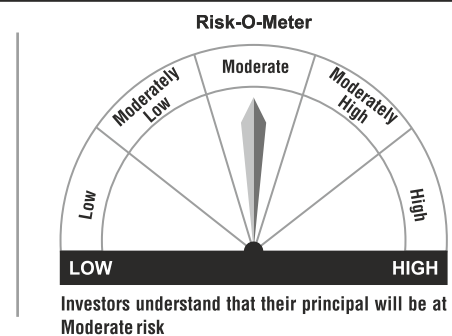 Risk-O-Meter
Moderate
Moderately
Low
Moderately
High
Low
High
LOW HIGH
Investors understand that their principal will be at
Moderate risk